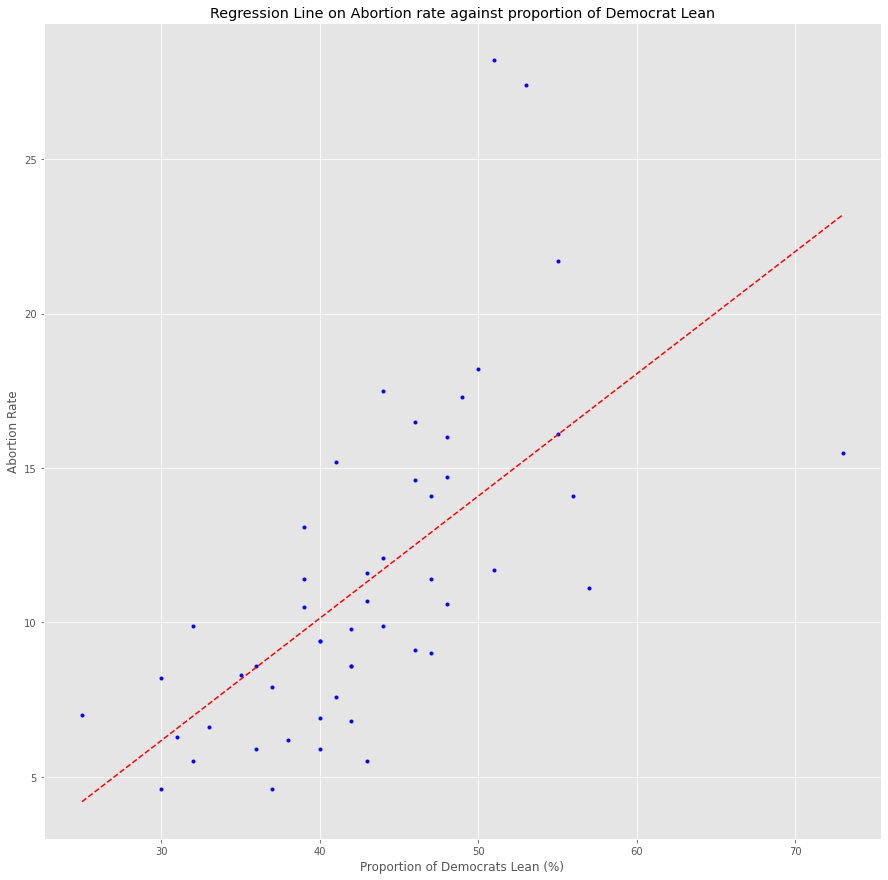 Regression Line on Abortion rate against proportion of Democrat Lean
25
20
15
10
5
Abortion Rate
30 40 50 60 70
Proportion of Democrats Lean (%)